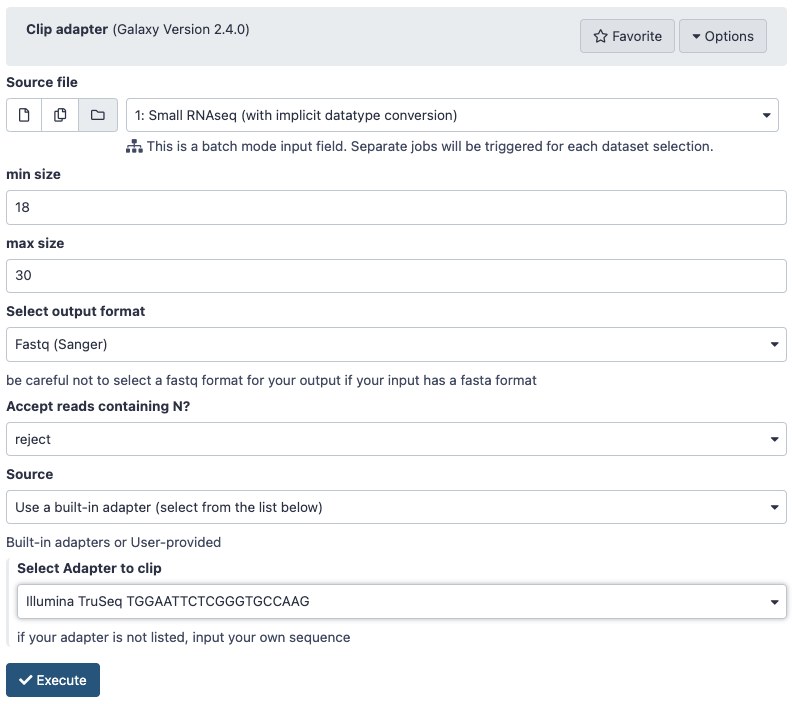 Clip adapter (Galaxy Version 2.4.0)
Favorite
Options
Source file
1: Small RNAseq (with implicit datatype conversion)
This is a batch mode input field. Separate jobs will be triggered for each dataset selection.
min size
18
max size
30
Select output format
Fastq (Sanger)
be careful not to select a fastq format for your output if your input has a fasta format
Accept reads containing N?
reject
Source
Use a built-in adapter (select from the list below)
Built-in adapters or User-provided
Select Adapter to clip
Illumina TruSeq TGGAATTCTCGGGTGCCAAG
if your adapter is not listed, input your own sequence
Execute